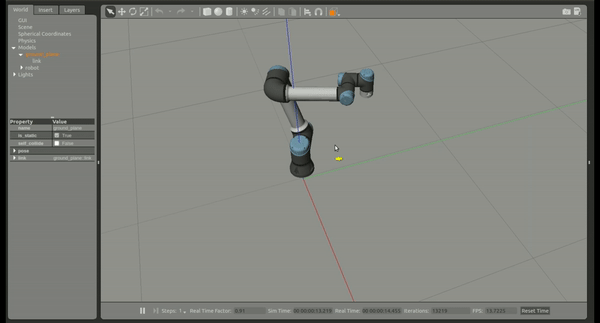 World Insert Layers
GUI
Scene
Spherical Coordinates
Physics
Models
ground_plane
link
robot
Lights
Property Value
name ground_plane
is_static True
self_collide False
pose
link ground_plane::link
Steps: 1 Real Time Factor: 0.91 Sim Time: 00 00:00:13.219 Real Time: 00 00:00:14.453 Iterations: 13219 FPS: Reset Time